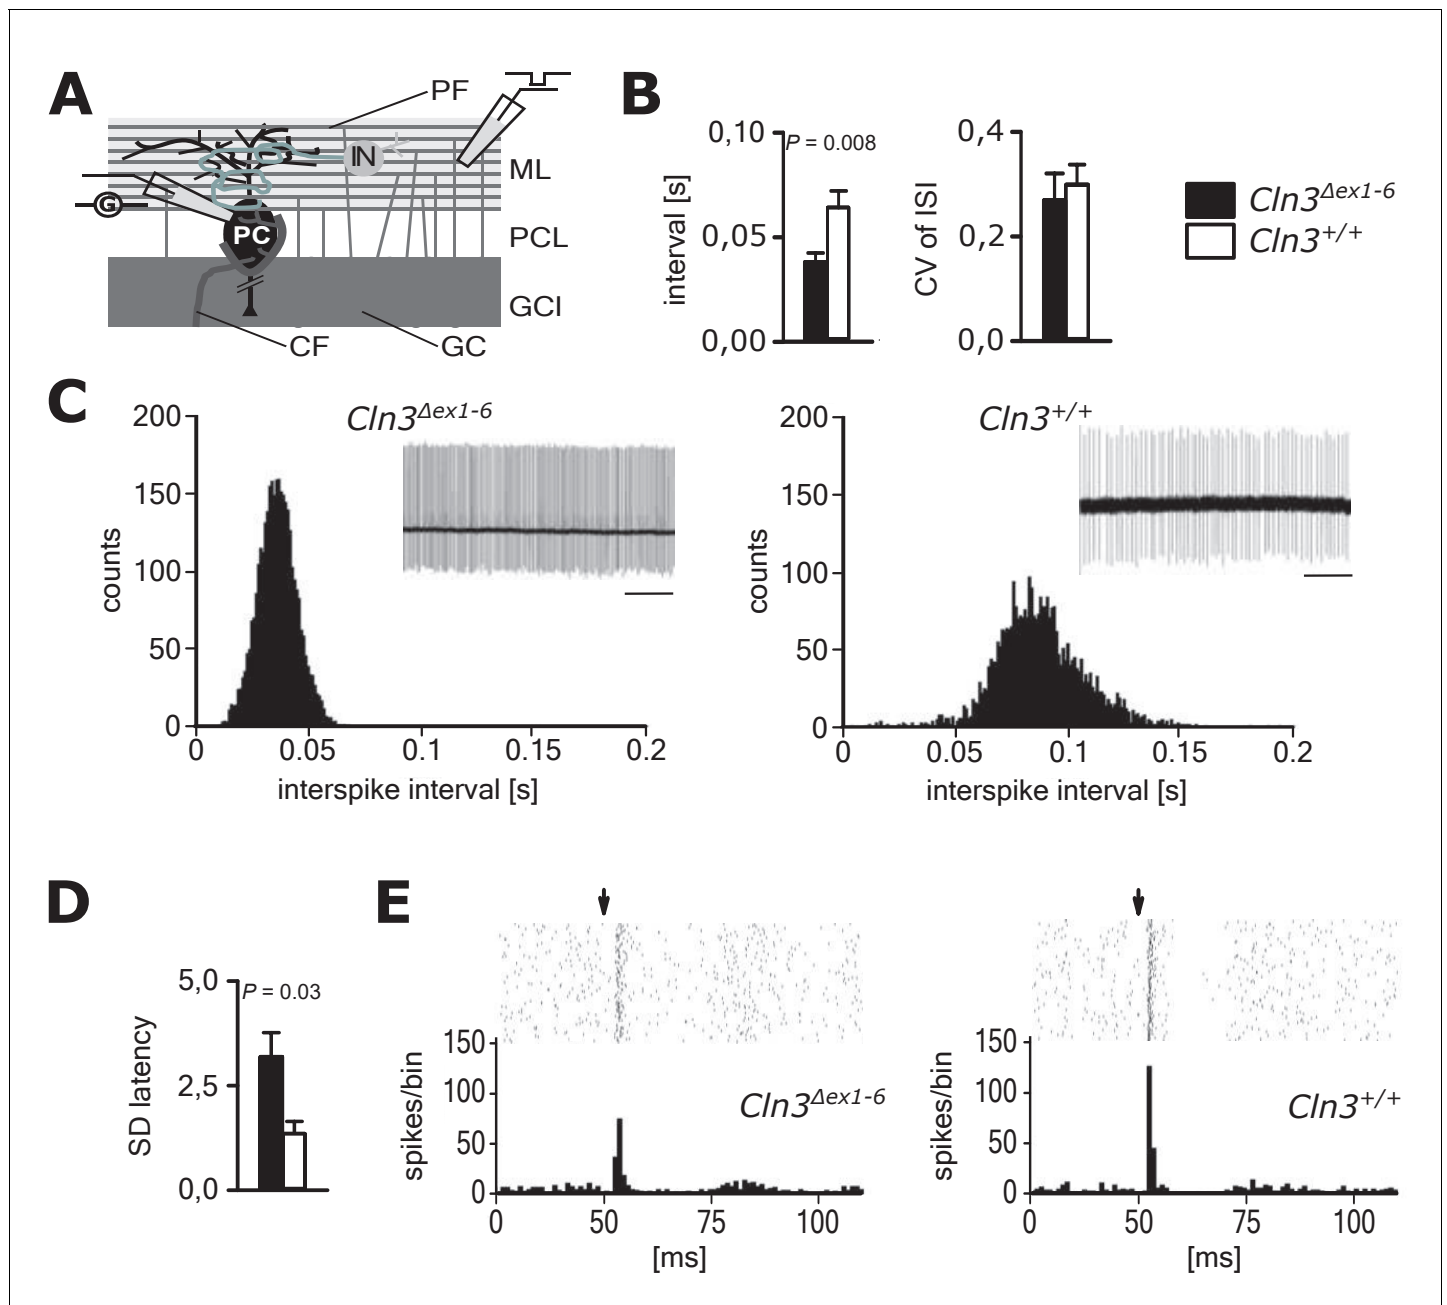 A
PF
IN
ML
G
PC
PCL
GCl
CF
GC
B
0,10
P = 0.008
0,05
0,00
interval [s]
0,4
0,2
0,0
CV of ISI
Cln3Δex1-6
Cln3+/+
C
200
150
100
50
0
counts
Cln3Δex1-6
0 0.05 0.1 0.15 0.2
interspike interval [s]
200
150
100
50
0
counts
Cln3+/+
0 0.05 0.1 0.15 0.2
interspike interval [s]
D
5,0
P = 0.03
2,5
0,0
SD latency
E
150
100
50
0
spikes/bin
Cln3Δex1-6
0 50 75 100
[ms]
150
100
50
0
spikes/bin
Cln3+/+
0 50 75 100
[ms]